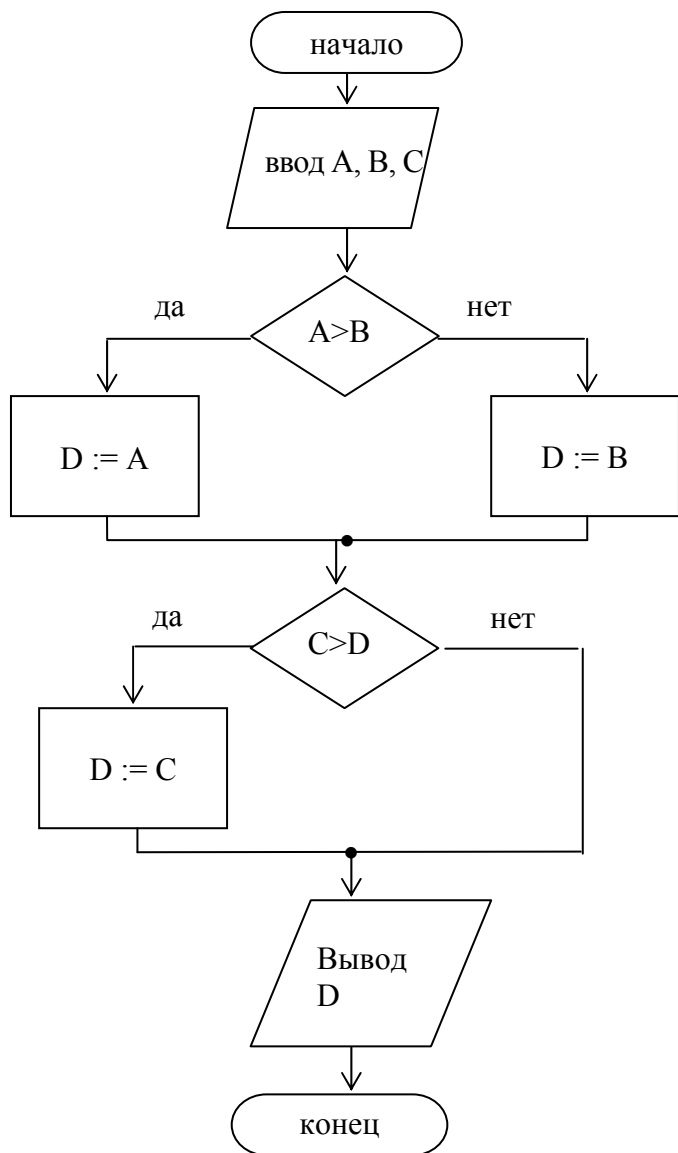 начало
ввод A, B, C
да
A>B
нет
D := A
D := B
да
C>D
нет
D := C
Вывод
D
конец